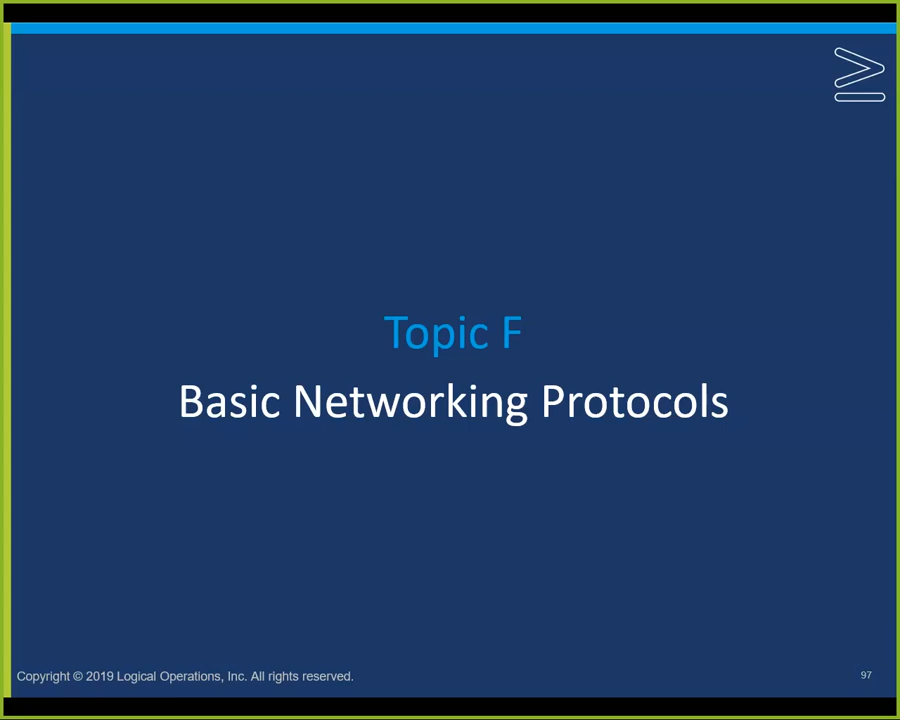 Topic F
Basic Networking Protocols
Copyright © 2019 Logical Operations, Inc. All rights reserved.
97